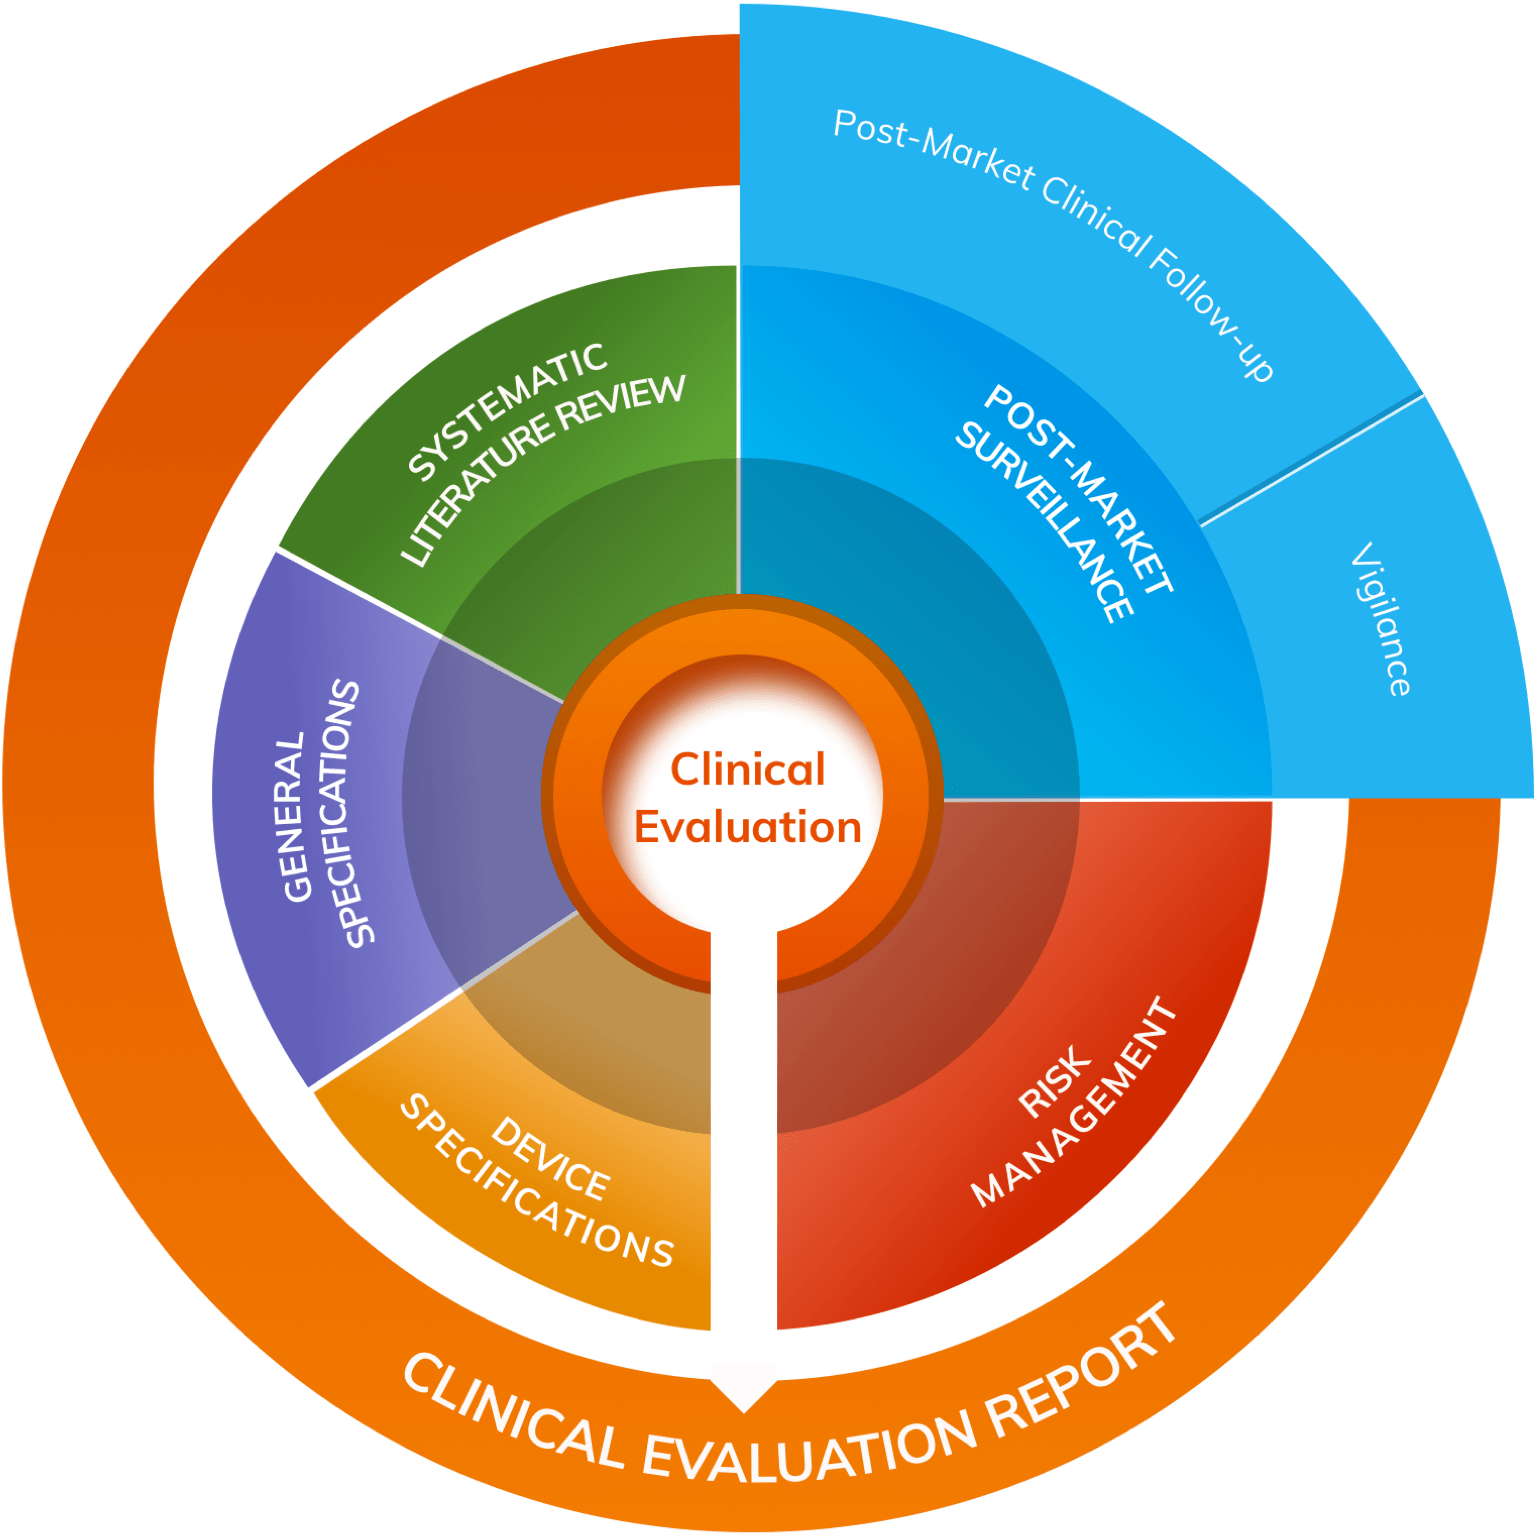 Post-Market Clinical Follow-up
Vigilance
POST-MARKET
SURVEILLANCE
SYSTEMATIC
LITERATURE REVIEW
GENERAL
SPECIFICATIONS
Clinical
Evaluation
DEVICE
SPECIFICATIONS
RISK
MANAGEMENT
CLINICAL EVALUATION REPORT